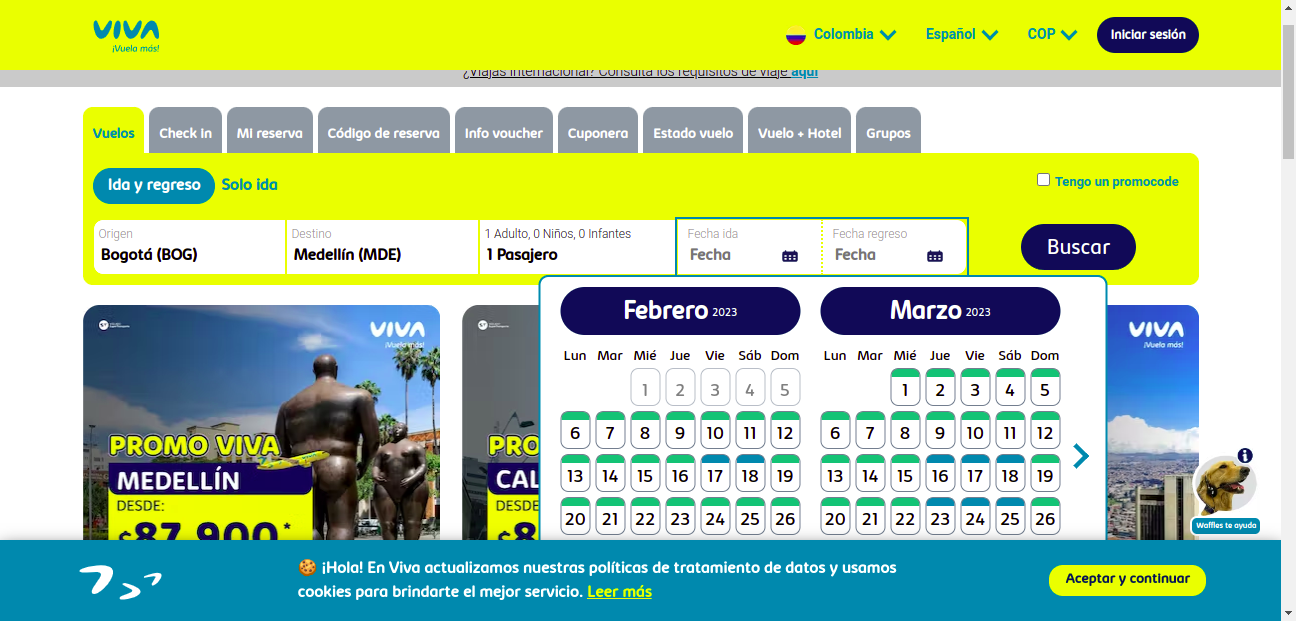 VIVA
¡Vuela más!
Colombia
Español
COP
Iniciar sesión
¿Viajas internacional? Consulta los requisitos de viaje aquí
Vuelos
Check In
Mi reserva
Código de reserva
Info voucher
Cuponera
Estado vuelo
Vuelo + Hotel
Grupos
Ida y regreso
Solo ida
Tengo un promocode
Origen
Bogotá (BOG)
Destino
Medellín (MDE)
1 Adulto, 0 Niños, 0 Infantes
1 Pasajero
Fecha ida
Fecha
Fecha regreso
Fecha
Buscar
Febrero 2023
Lun Mar Mié Jue Vie Sáb Dom
1 2 3 4 5
6 7 8 9 10 11 12
13 14 15 16 17 18 19
20 21 22 23 24 25 26
Marzo 2023
Lun Mar Mié Jue Vie Sáb Dom
1 2 3 4 5
6 7 8 9 10 11 12
13 14 15 16 17 18 19
20 21 22 23 24 25 26
VIVA
¡Vuela más!
PROMO VIVA
MEDELLÍN
DESDE:
$87.900*
PRO
CAL
DESDE
$8
VIVA
¡Vuela más!
i
Waffles te ayuda
🍪 ¡Hola! En Viva actualizamos nuestras políticas de tratamiento de datos y usamos
cookies para brindarte el mejor servicio. Leer más
Aceptar y continuar